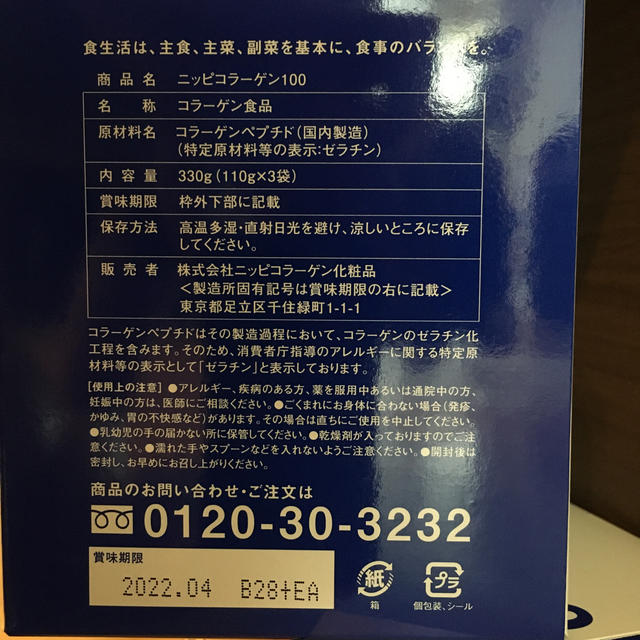 食生活は、主食、主菜、副菜を基本に、食事のバランスを。
商品名 ニッピコラーゲン100
名称 コラーゲン食品
原材料名 コラーゲンペプチド(国内製造)
(特定原材料等の表示:ゼラチン)
内容量 330g(110g×3袋)
賞味期限 枠外下部に記載
保存方法 高温多湿・直射日光を避け、涼しいところに保存
してください。
販売者 株式会社ニッピコラーゲン化粧品
<製造所固有記号は賞味期限の右に記載>
東京都足立区千住緑町1-1-1
コラーゲンペプチドはその製造過程において、コラーゲンのゼラチン化
工程を含みます。そのため、消費者庁指導のアレルギーに関する特定原
材料等の表示として「ゼラチン」と表示しております。
[使用上の注意]●アレルギー、疾病のある方、薬を服用中あるいは通院中の方、
妊娠中の方は、医師にご相談ください。●ごくまれにお身体に合わない場合(発疹、
かゆみ、胃の不快感など)があります。その場合は直ちにご使用を中止してください。
●乳幼児の手の届かない所に保管してください。●乾燥剤が入っておりますのでご注
意ください。●濡れた手やスプーンなどを入れないようご注意ください。●開封後は
密封し、お早めにお召し上がりください。
商品のお問い合わせ・ご注文は
0120-30-3232
賞味期限
2022.04 B28+EA
紙
箱
プラ
個包装、シール